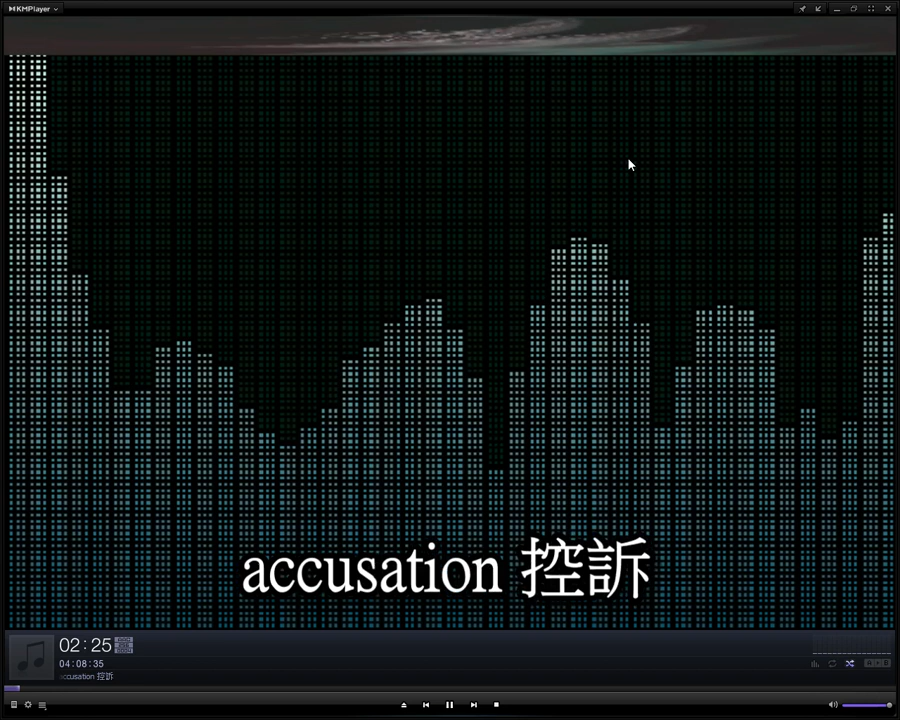 KMPlayer
accusation 控訴
02:25
04:08:35
accusation 控訴